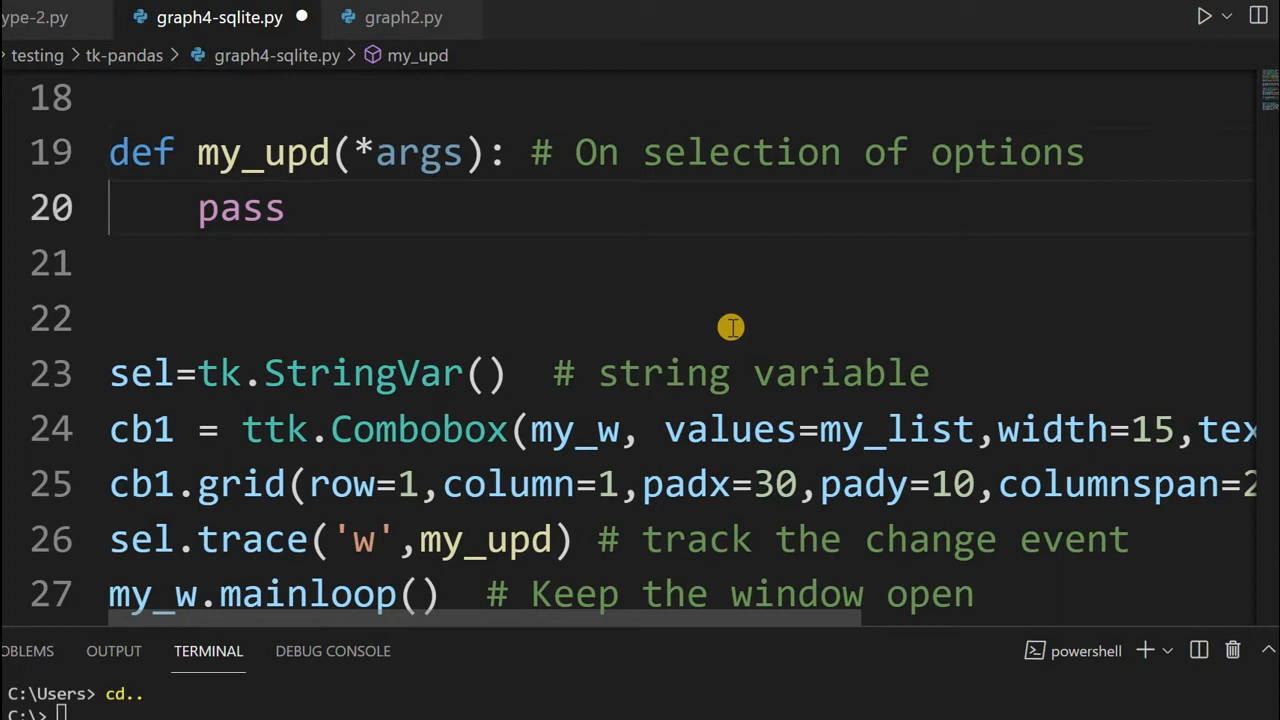 ype-2.py graph4-sqlite.py graph2.py
testing > tk-pandas > graph4-sqlite.py > my_upd
18
19 def my_upd(*args): # On selection of options
20 pass
21
22
23 sel=tk.StringVar() # string variable
24 cb1 = ttk.Combobox(my_w, values=my_list,width=15,tex
25 cb1.grid(row=1,column=1,padx=30,pady=10,columnspan=2
26 sel.trace('w',my_upd) # track the change event
27 my_w.mainloop() # Keep the window open
OBLEMS OUTPUT TERMINAL DEBUG CONSOLE powershell
C:\Users> cd..
C:\>